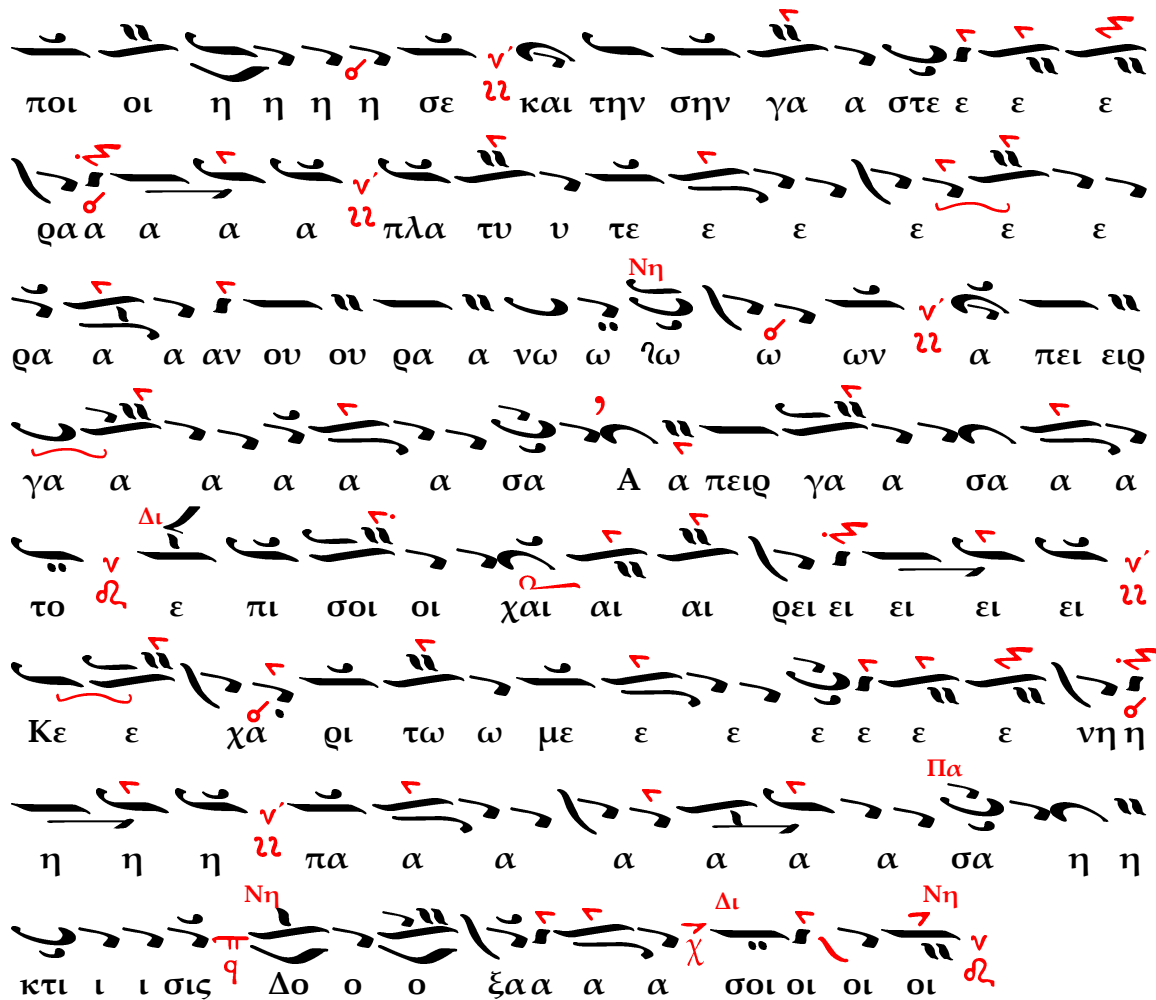 ποι οι η η η η σε και την σην γα α στε ε ε ε
ρα α α α α πλα τυ υ τε ε ε ε ε ε
Νη
ρα α α αν ου ου ρα α νω ω ω ω ων α πει ειρ
γα α α α α α σα Α α πειρ γα α σα α α
Δι
το ε πι σοι οι χαι αι αι ρει ει ει ει ει
Κε ε χα ρι τω ω με ε ε ε ε ε ε νη η
Πα
η η η πα α α α α α α σα η η
Νη Δι Νη
κτι ι ι σις Δο ο ο ξα α α α σοι οι οι οι